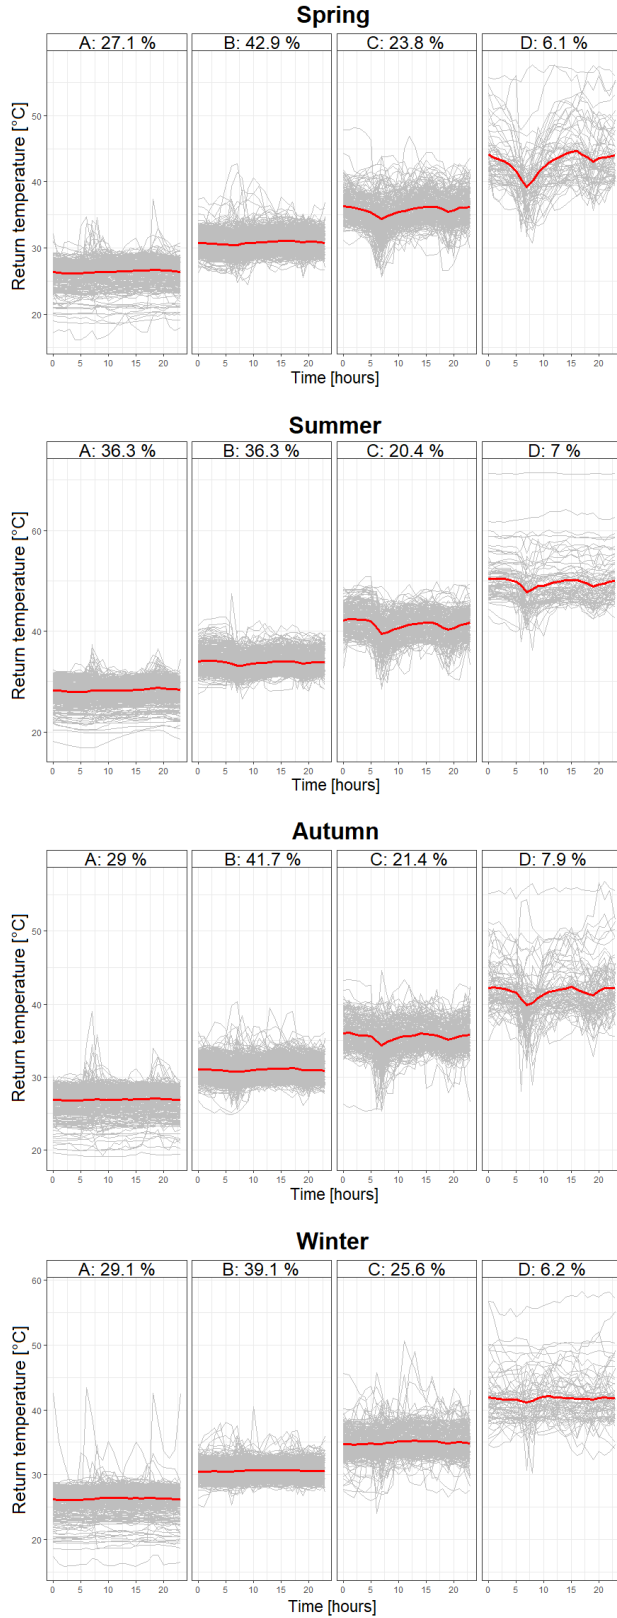 Spring
A: 27.1 %
B: 42.9 %
C: 23.8 %
D: 6.1 %
Return temperature [°C]
50
40
30
20
0 5 10 15 20
0 5 10 15 20
0 5 10 15 20
0 5 10 15 20
Time [hours]
Summer
A: 36.3 %
B: 36.3 %
C: 20.4 %
D: 7 %
Return temperature [°C]
60
40
20
0 5 10 15 20
0 5 10 15 20
0 5 10 15 20
0 5 10 15 20
Time [hours]
Autumn
A: 29 %
B: 41.7 %
C: 21.4 %
D: 7.9 %
Return temperature [°C]
50
40
30
20
0 5 10 15 20
0 5 10 15 20
0 5 10 15 20
0 5 10 15 20
Time [hours]
Winter
A: 29.1 %
B: 39.1 %
C: 25.6 %
D: 6.2 %
Return temperature [°C]
60
50
40
30
20
0 5 10 15 20
0 5 10 15 20
0 5 10 15 20
0 5 10 15 20
Time [hours]